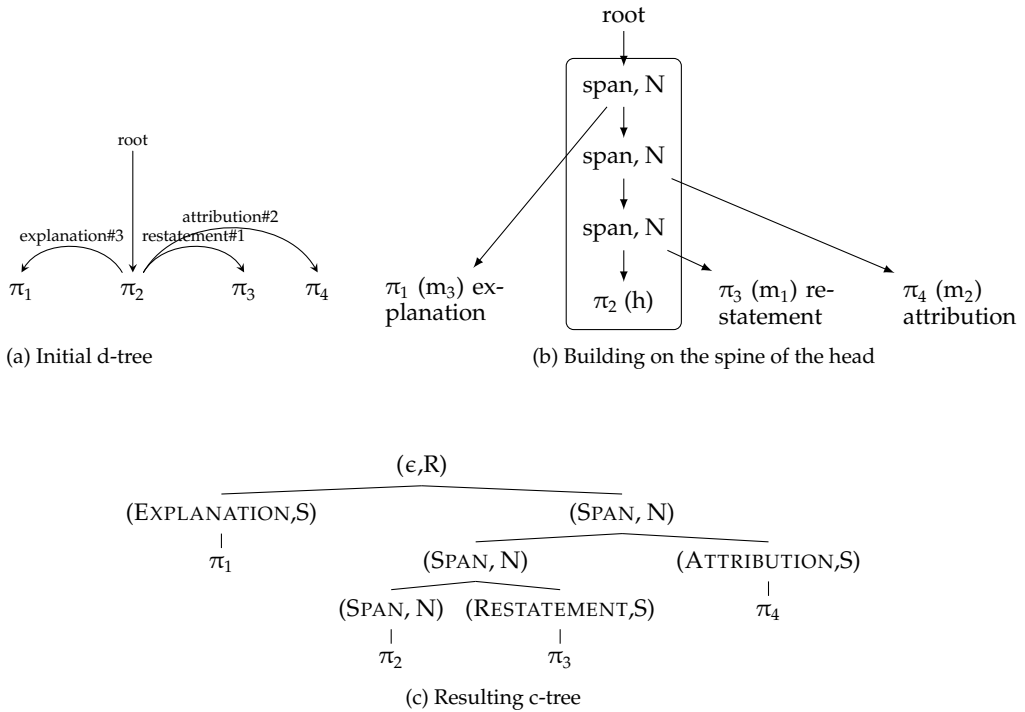 root
attribution#2
explanation#3 restatement#1
π₁ π₂ π₃ π₄
(a) Initial d-tree
root
span, N
span, N
span, N
π₁ (m₃) ex-
planation
π₂ (h)
π₃ (m₁) re-
statement
π₄ (m₂)
attribution
(b) Building on the spine of the head
(ϵ,R)
(EXPLANATION,S) (SPAN, N)
π₁ (SPAN, N) (ATTRIBUTION,S)
(SPAN, N) (RESTATEMENT,S) π₄
π₂ π₃
(c) Resulting c-tree